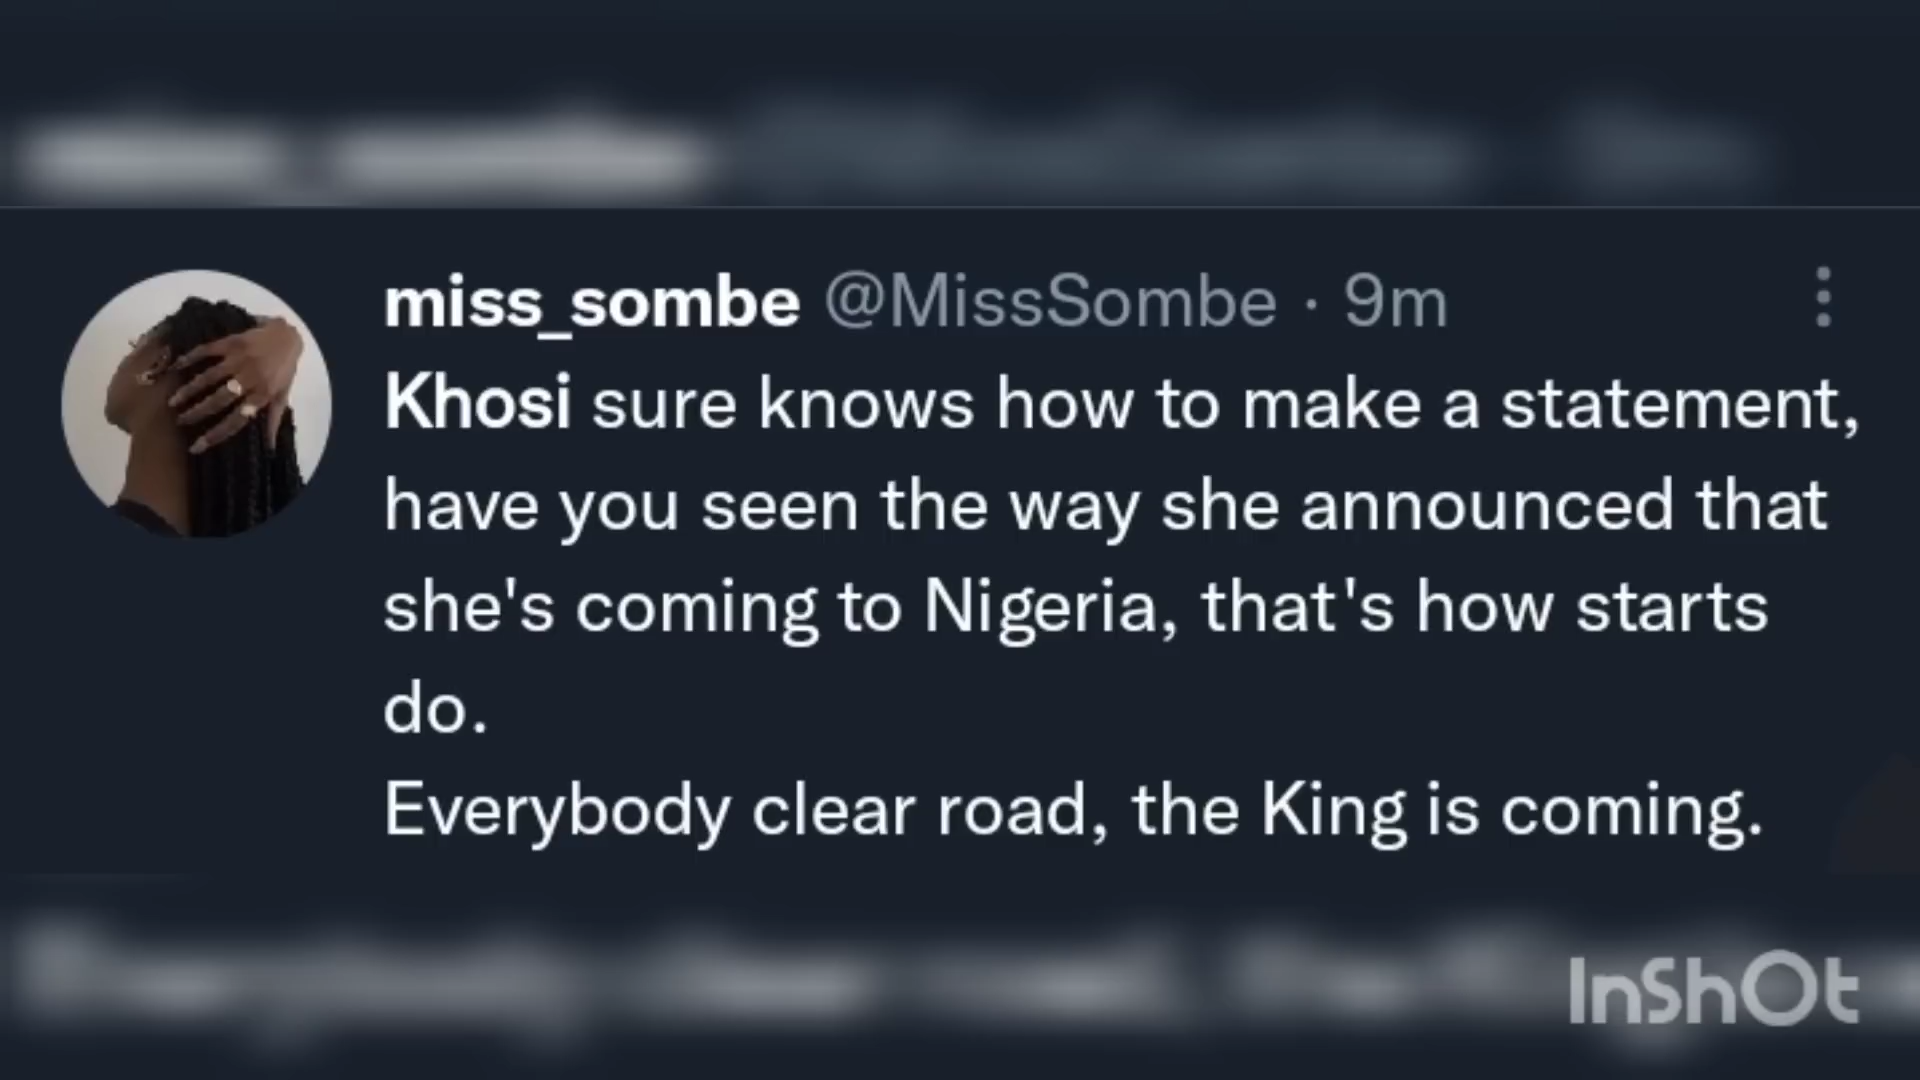 miss_sombe @MissSombe · 9m
Khosi sure knows how to make a statement,
have you seen the way she announced that
she's coming to Nigeria, that's how starts
do.
Everybody clear road, the King is coming.
InShOt